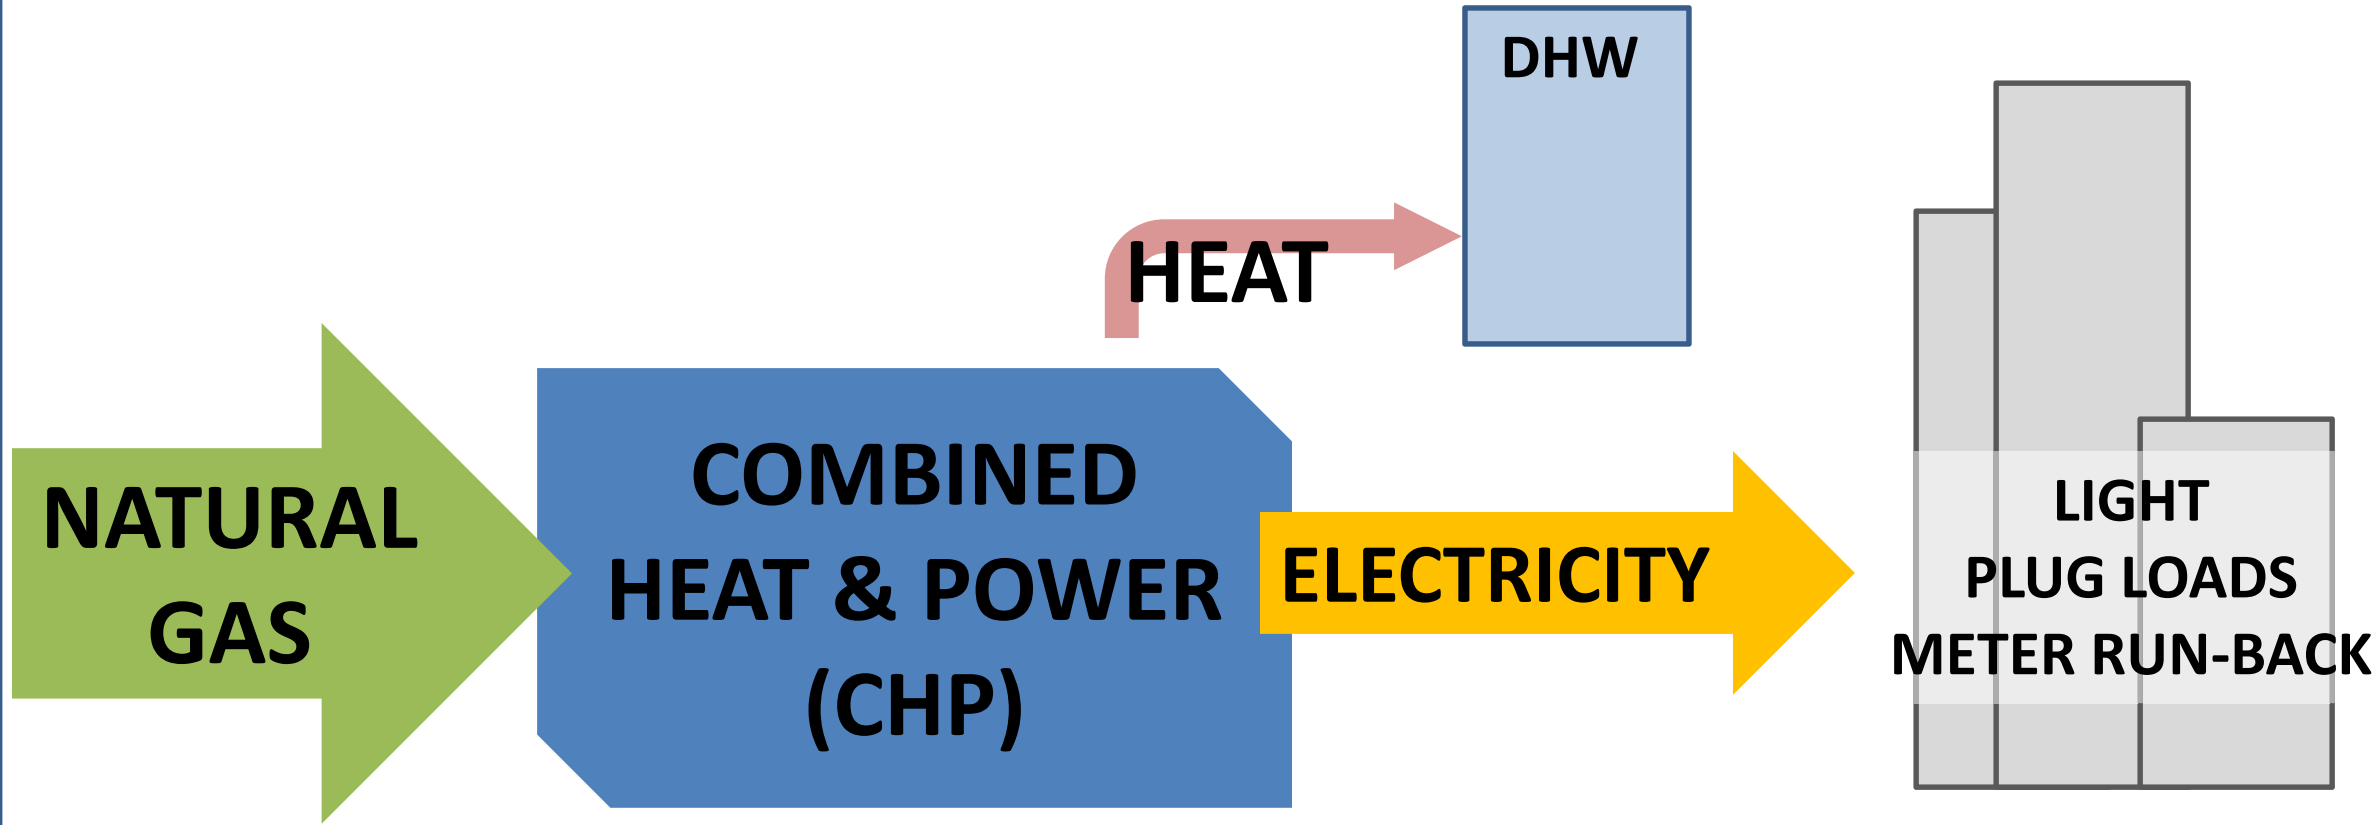 DHW
HEAT
NATURAL
GAS
COMBINED
HEAT & POWER
(CHP)
ELECTRICITY
LIGHT
PLUG LOADS
METER RUN-BACK